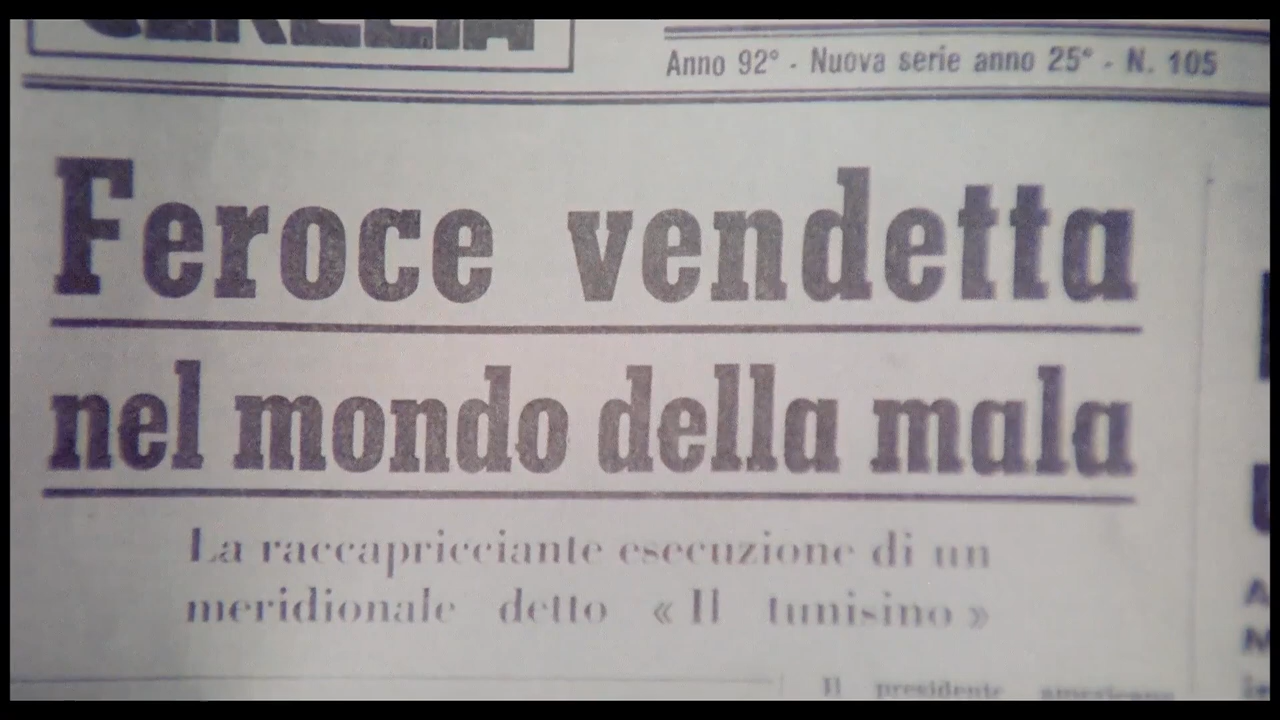 Anno 92° - Nuova serie anno 25° - N. 105
Feroce vendetta
nel mondo della mala
La raccapricciante esecuzione di un
meridionale detto « Il tunisino »
Il presidente americano